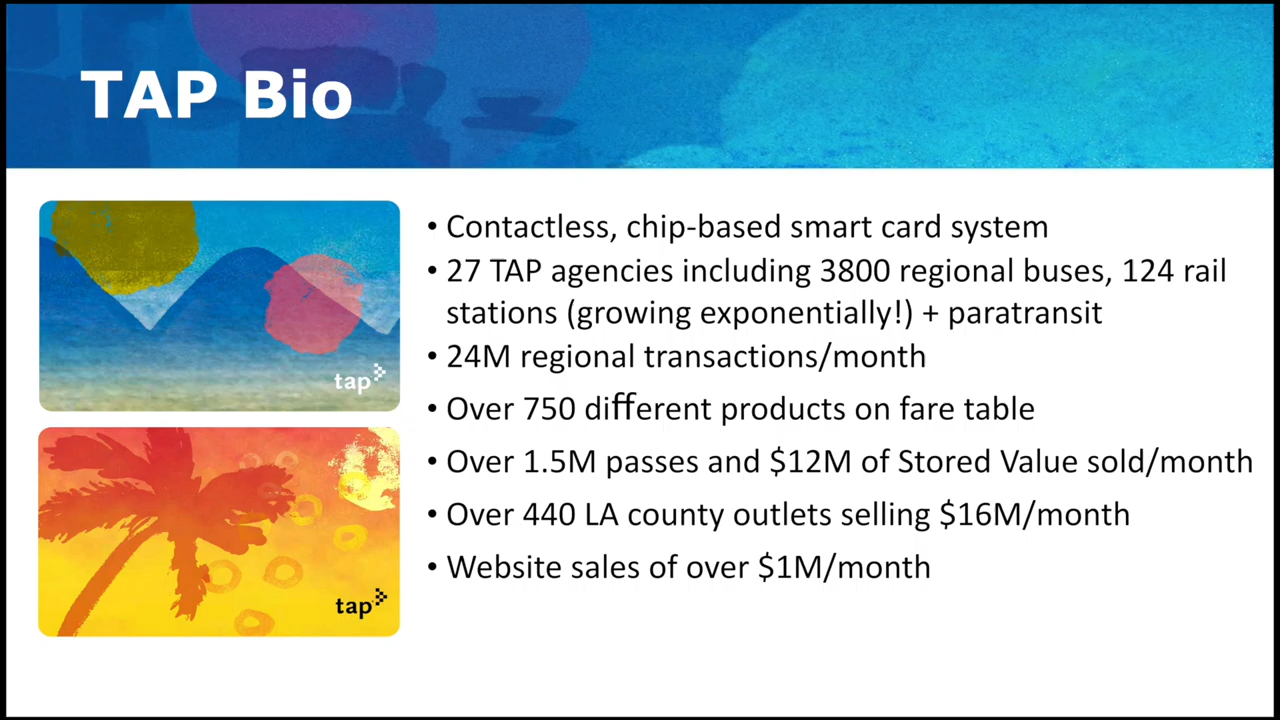 TAP Bio
• Contactless, chip-based smart card system
• 27 TAP agencies including 3800 regional buses, 124 rail
stations (growing exponentially!) + paratransit
• 24M regional transactions/month
• Over 750 different products on fare table
• Over 1.5M passes and $12M of Stored Value sold/month
• Over 440 LA county outlets selling $16M/month
• Website sales of over $1M/month
tap
tap